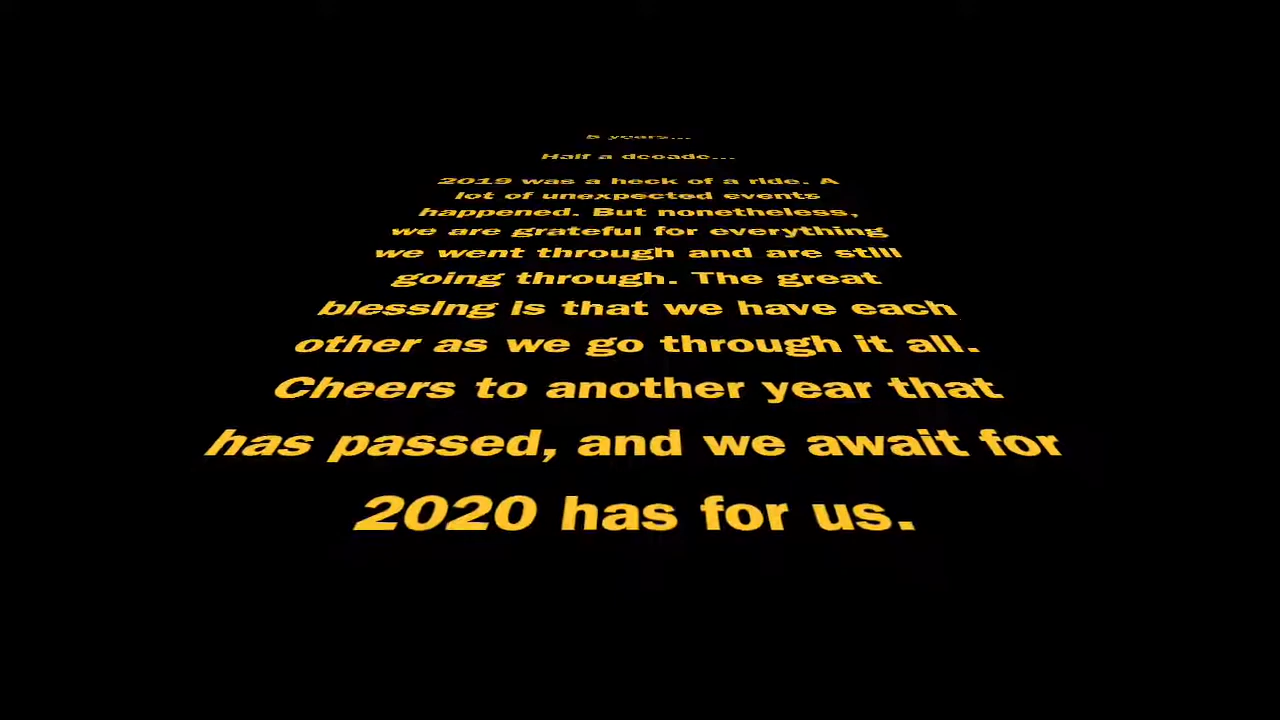 5 years...
Half a decade...
2019 was a heck of a ride. A
lot of unexpected events
happened. But nonetheless,
we are grateful for everything
we went through and are still
going through. The great
blessing is that we have each
other as we go through it all.
Cheers to another year that
has passed, and we await for
2020 has for us.